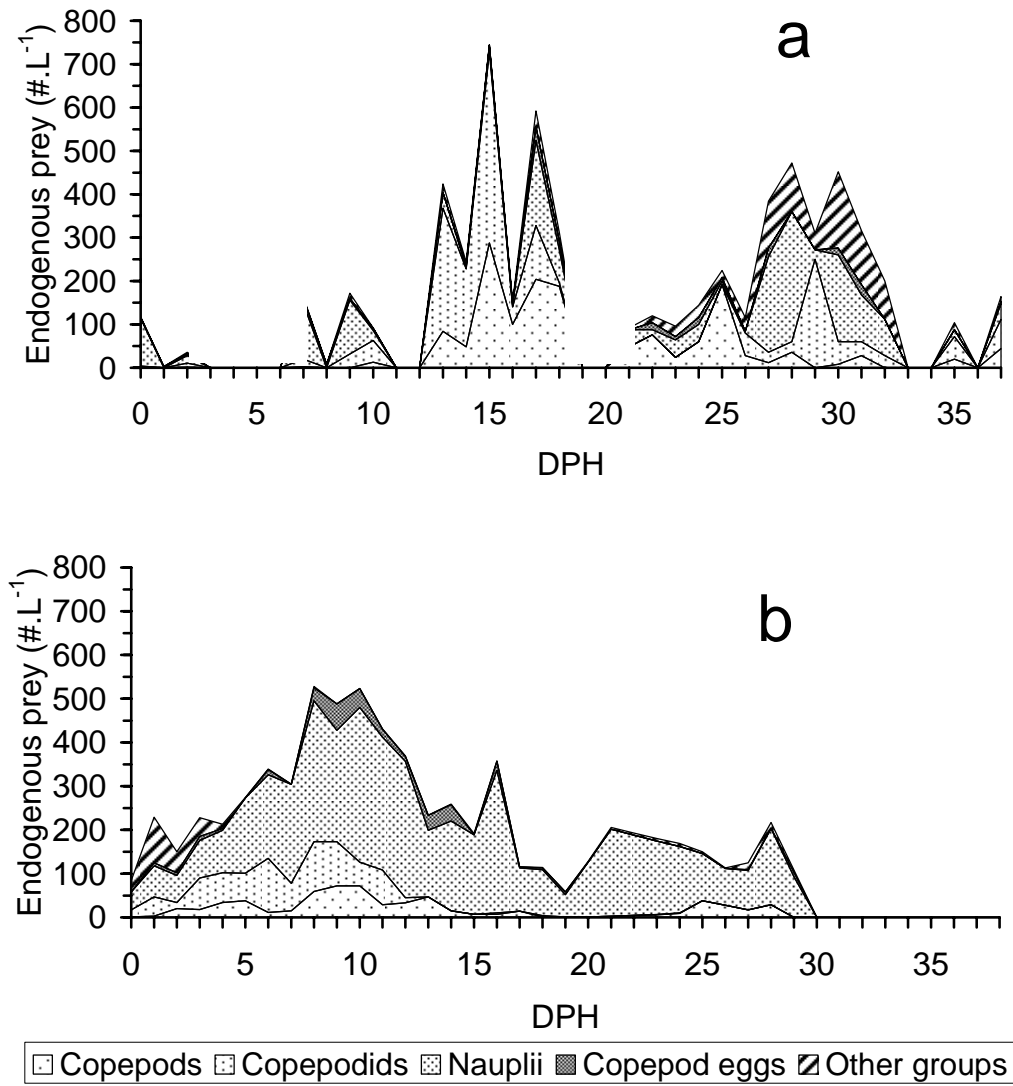 a
Endogenous prey (#.L⁻¹)
800
700
600
500
400
300
200
100
0
0 5 10 15 20 25 30 35
DPH
b
Endogenous prey (#.L⁻¹)
800
700
600
500
400
300
200
100
0
0 5 10 15 20 25 30 35
DPH
Copepods Copepodids Nauplii Copepod eggs Other groups